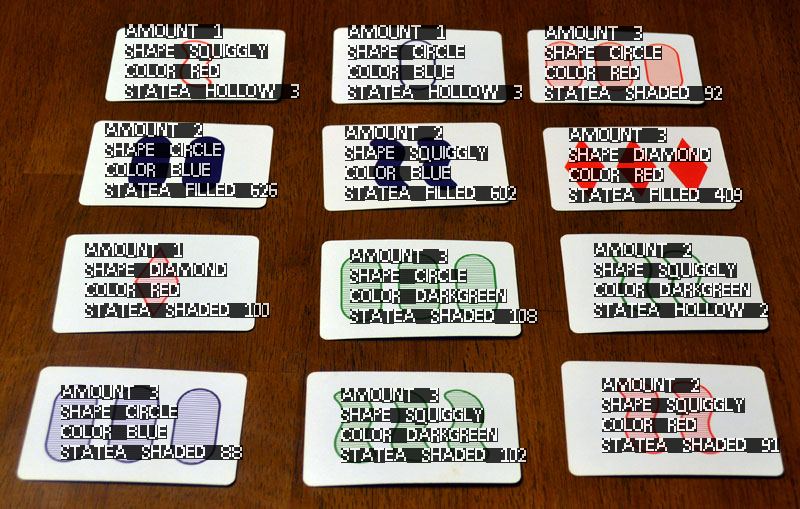 AMOUNT 1
SHAPE SQUIGGLY
COLOR RED
STATEA HOLLOW 3
AMOUNT 1
SHAPE CIRCLE
COLOR BLUE
STATEA HOLLOW 3
AMOUNT 3
SHAPE CIRCLE
COLOR RED
STATEA SHADED 92
AMOUNT 2
SHAPE CIRCLE
COLOR BLUE
STATEA FILLED 626
AMOUNT 2
SHAPE SQUIGGLY
COLOR BLUE
STATEA FILLED 602
AMOUNT 3
SHAPE DIAMOND
COLOR RED
STATEA FILLED 409
AMOUNT 1
SHAPE DIAMOND
COLOR RED
STATEA SHADED 100
AMOUNT 3
SHAPE CIRCLE
COLOR DARKGREEN
STATEA SHADED 108
AMOUNT 2
SHAPE SQUIGGLY
COLOR DARKGREEN
STATEA HOLLOW 2
AMOUNT 3
SHAPE CIRCLE
COLOR BLUE
STATEA SHADED 88
AMOUNT 3
SHAPE SQUIGGLY
COLOR DARKGREEN
STATEA SHADED 102
AMOUNT 2
SHAPE SQUIGGLY
COLOR RED
STATEA SHADED 91